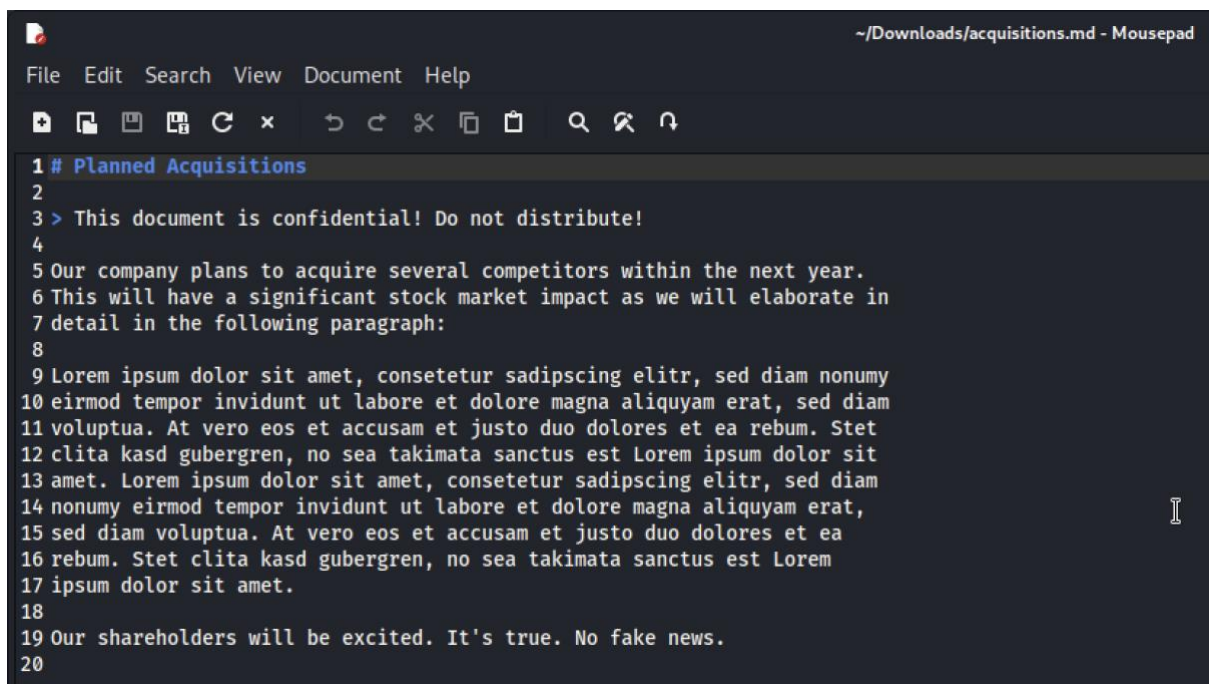 ~/Downloads/acquisitions.md - Mousepad
File Edit Search View Document Help
1 # Planned Acquisitions
2
3 > This document is confidential! Do not distribute!
4
5 Our company plans to acquire several competitors within the next year.
6 This will have a significant stock market impact as we will elaborate in
7 detail in the following paragraph:
8
9 Lorem ipsum dolor sit amet, consetetur sadipscing elitr, sed diam nonumy
10 eirmod tempor invidunt ut labore et dolore magna aliquyam erat, sed diam
11 voluptua. At vero eos et accusam et justo duo dolores et ea rebum. Stet
12 clita kasd gubergren, no sea takimata sanctus est Lorem ipsum dolor sit
13 amet. Lorem ipsum dolor sit amet, consetetur sadipscing elitr, sed diam
14 nonumy eirmod tempor invidunt ut labore et dolore magna aliquyam erat,
15 sed diam voluptua. At vero eos et accusam et justo duo dolores et ea
16 rebum. Stet clita kasd gubergren, no sea takimata sanctus est Lorem
17 ipsum dolor sit amet.
18
19 Our shareholders will be excited. It's true. No fake news.
20